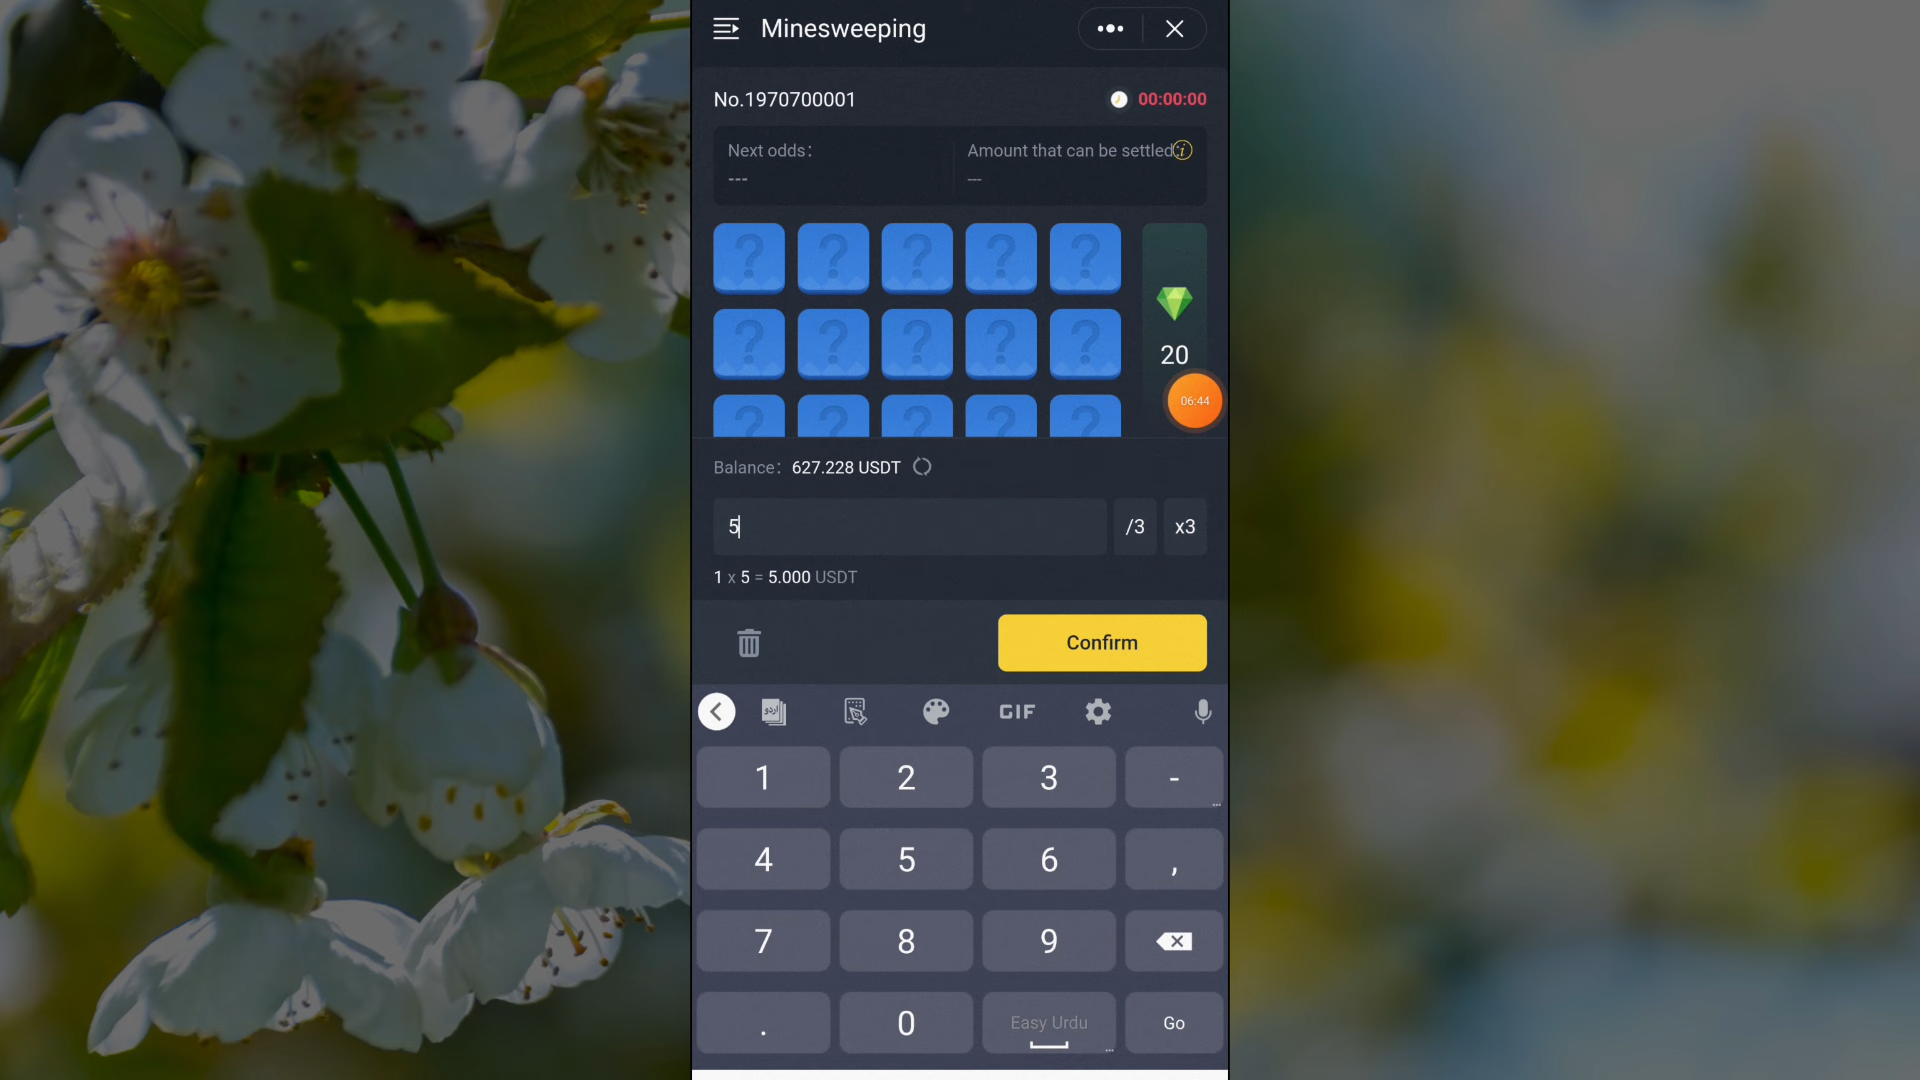 Minesweeping
No.1970700001
00:00:00
Next odds:
---
Amount that can be settled
---
? ? ? ? ?
? ? ? ? ?
? ? ? ? ?
20
06:44
Balance: 627.228 USDT
5
/3
x3
1 x 5 = 5.000 USDT
Confirm
اردو
GIF
1 2 3 -
4 5 6 ,
7 8 9
. 0 Easy Urdu Go